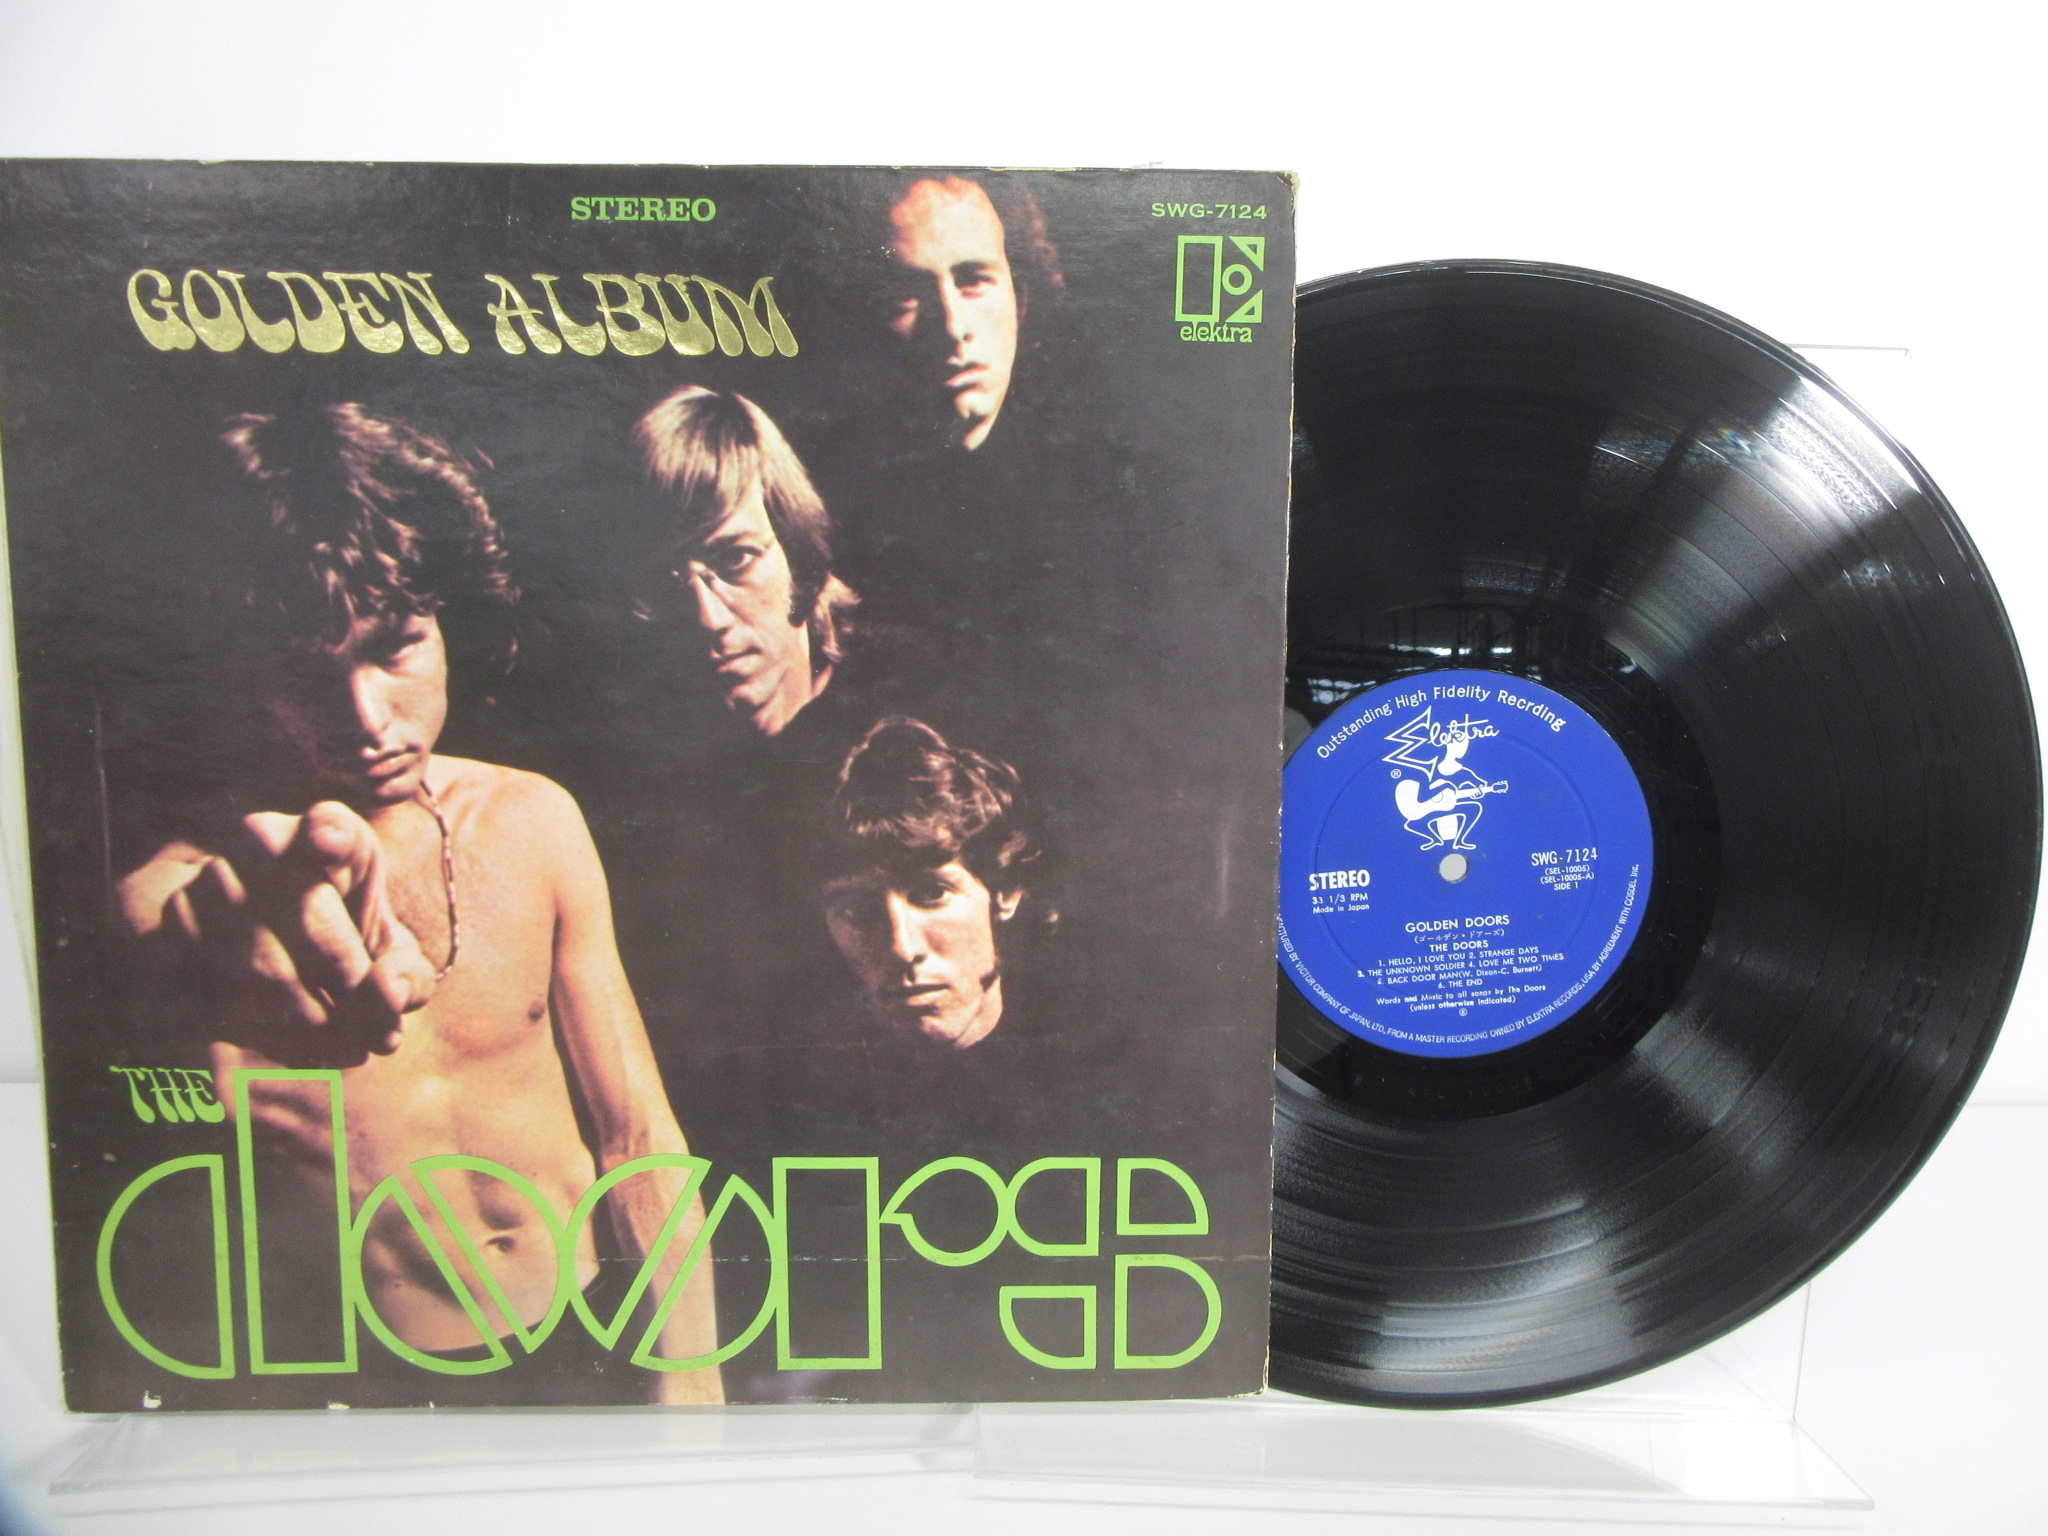 STEREO
SWG-7124
GOLDEN ALBUM
elektra
THE
doors
Outstanding High Fidelity Recrding
Elektra
®
STEREO
33 1/3 RPM
Made in Japan
SWG-7124
(SEL-10005)
(SEL-10005-A)
SIDE 1
GOLDEN DOORS
(ゴールデン・ドアーズ)
THE DOORS
1. HELLO, I LOVE YOU 2. STRANGE DAYS
3. THE UNKNOWN SOLDIER 4. LOVE ME TWO TIMES
5. BACK DOOR MAN(W. Dixon-C. Burnett)
6. THE END
Words and Music to all songs by The Doors
(unless otherwise indicated)
BY VICTOR COMPANY OF JAPAN, LTD., FROM A MASTER RECORDING OWNED BY ELEKTRA RECORDS, USA BY AGREEMENT WITH COSDEL inc.